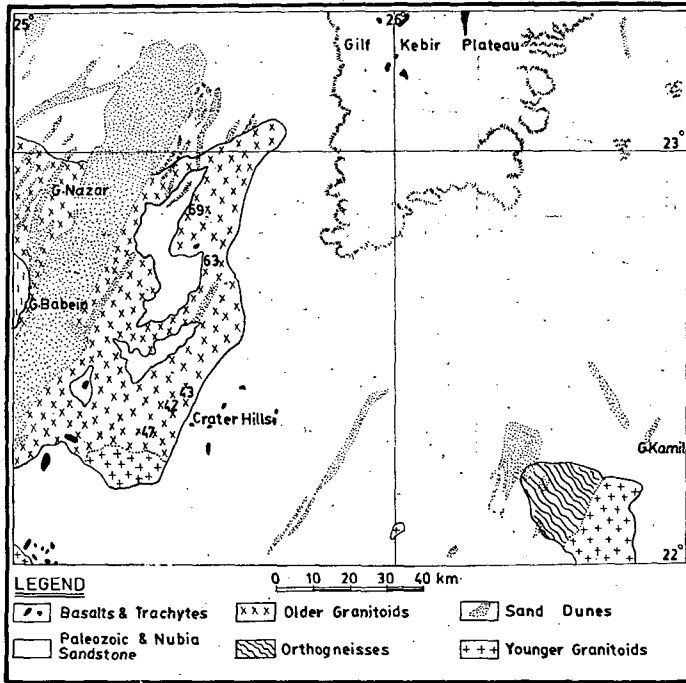 25°
26°
Gilf Kebir Plateau
23°
G.Nazar
69
63
G.Babein
43
42
Crater Hills
47
G.Kamil
22°
LEGEND
0 10 20 30 40 km.
Basalts & Trachytes
x x x Older Granitoids
Sand Dunes
Paleozoic & Nubia
Sandstone
Orthogneisses
+ + + Younger Granitoids